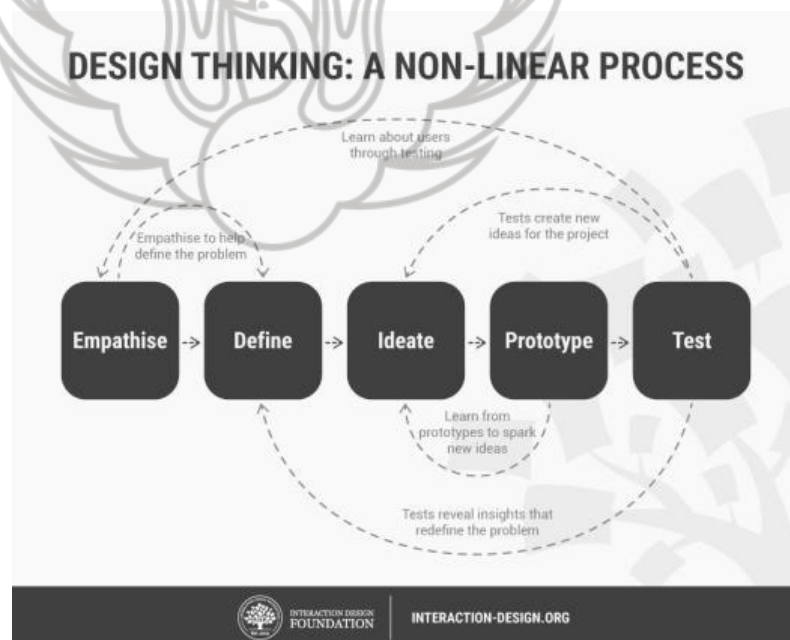 DESIGN THINKING: A NON-LINEAR PROCESS
Learn about users
through testing
Tests create new
ideas for the project
Empathise to help
define the problem
Empathise
Define
Ideate
Prototype
Test
Learn from
prototypes to spark
new ideas
Tests reveal insights that
redefine the problem
INTERACTION DESIGN
FOUNDATION
INTERACTION-DESIGN.ORG